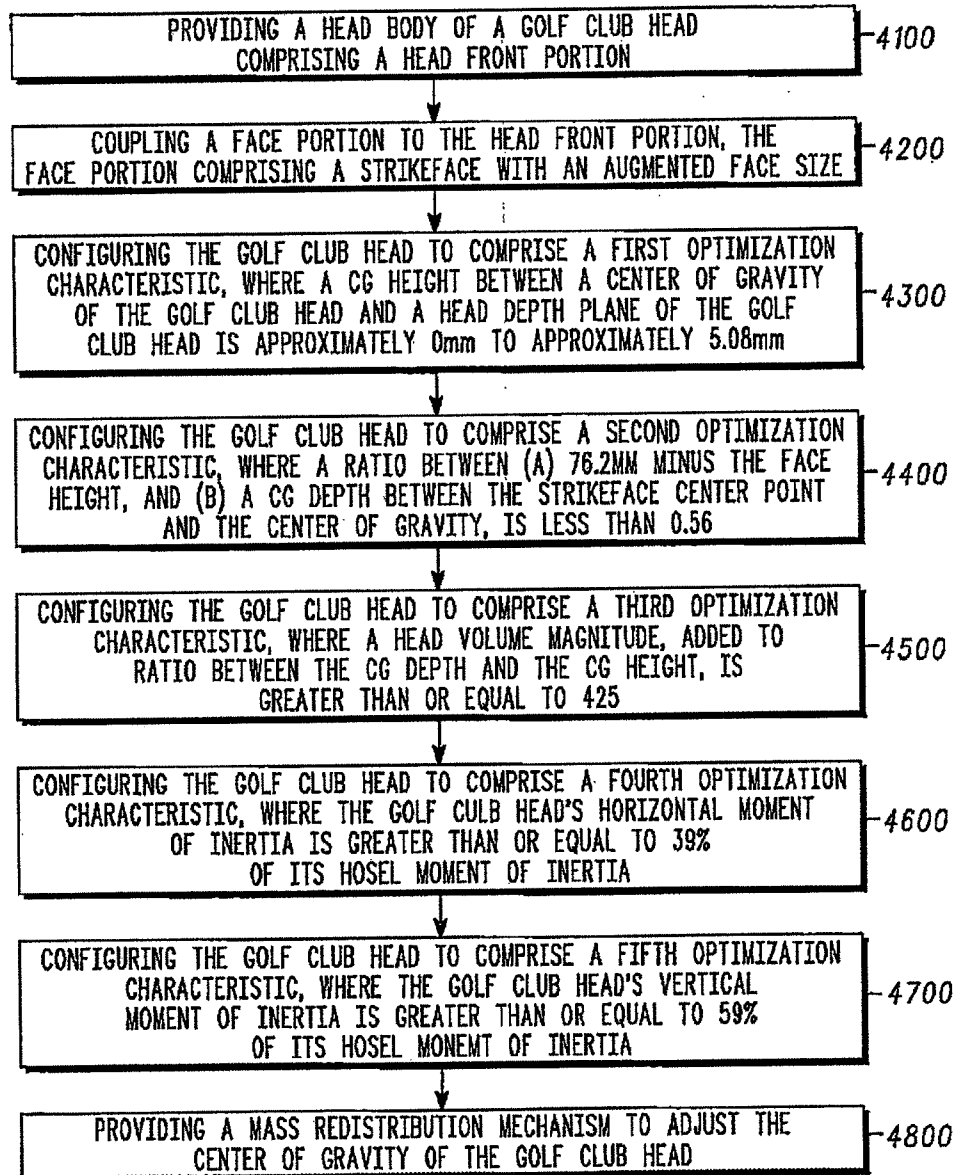 PROVIDING A HEAD BODY OF A GOLF CLUB HEAD
COMPRISING A HEAD FRONT PORTION
4100
COUPLING A FACE PORTION TO THE HEAD FRONT PORTION, THE
FACE PORTION COMPRISING A STRIKEFACE WITH AN AUGMENTED FACE SIZE
4200
CONFIGURING THE GOLF CLUB HEAD TO COMPRISE A FIRST OPTIMIZATION
CHARACTERISTIC, WHERE A CG HEIGHT BETWEEN A CENTER OF GRAVITY
OF THE GOLF CLUB HEAD AND A HEAD DEPTH PLANE OF THE GOLF
CLUB HEAD IS APPROXIMATELY 0mm TO APPROXIMATELY 5.08mm
4300
CONFIGURING THE GOLF CLUB HEAD TO COMPRISE A SECOND OPTIMIZATION
CHARACTERISTIC, WHERE A RATIO BETWEEN (A) 76.2MM MINUS THE FACE
HEIGHT, AND (B) A CG DEPTH BETWEEN THE STRIKEFACE CENTER POINT
AND THE CENTER OF GRAVITY, IS LESS THAN 0.56
4400
CONFIGURING THE GOLF CLUB HEAD TO COMPRISE A THIRD OPTIMIZATION
CHARACTERISTIC, WHERE A HEAD VOLUME MAGNITUDE, ADDED TO
RATIO BETWEEN THE CG DEPTH AND THE CG HEIGHT, IS
GREATER THAN OR EQUAL TO 425
4500
CONFIGURING THE GOLF CLUB HEAD TO COMPRISE A FOURTH OPTIMIZATION
CHARACTERISTIC, WHERE THE GOLF CULB HEAD'S HORIZONTAL MOMENT
OF INERTIA IS GREATER THAN OR EQUAL TO 39%
OF ITS HOSEL MOMENT OF INERTIA
4600
CONFIGURING THE GOLF CLUB HEAD TO COMPRISE A FIFTH OPTIMIZATION
CHARACTERISTIC, WHERE THE GOLF CLUB HEAD'S VERTICAL
MOMENT OF INERTIA IS GREATER THAN OR EQUAL TO 59%
OF ITS HOSEL MONEMT OF INERTIA
4700
PROVIDING A MASS REDISTRIBUTION MECHANISM TO ADJUST THE
CENTER OF GRAVITY OF THE GOLF CLUB HEAD
4800